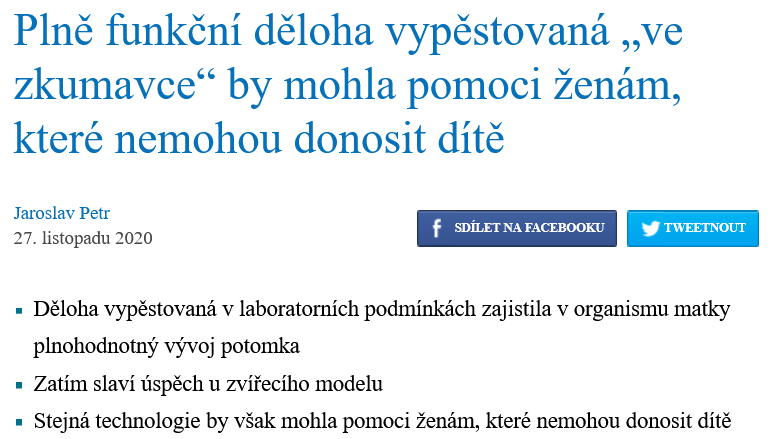 Plně funkční děloha vypěstovaná „ve
zkumavce“ by mohla pomoci ženám,
které nemohou donosit dítě
Jaroslav Petr
27. listopadu 2020
SDÍLET NA FACEBOOKU
TWEETNOUT
Děloha vypěstovaná v laboratorních podmínkách zajistila v organismu matky
plnohodnotný vývoj potomka
Zatím slaví úspěch u zvířecího modelu
Stejná technologie by však mohla pomoci ženám, které nemohou donosit dítě